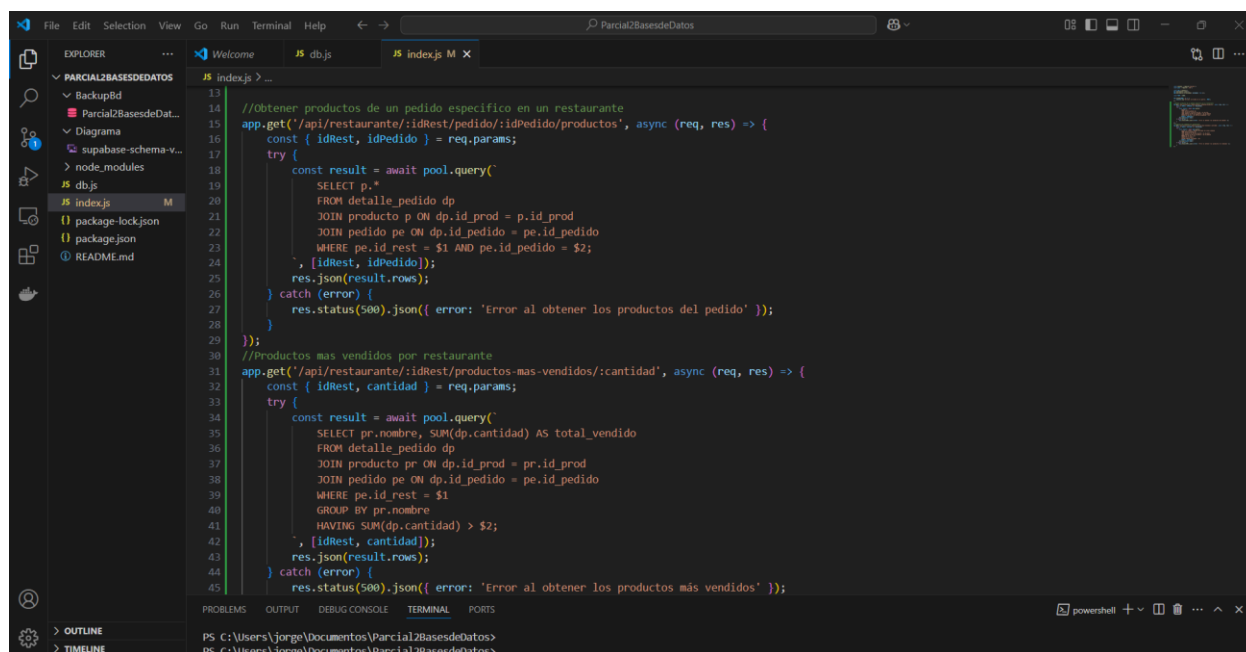 File Edit Selection View Go Run Terminal Help
Parcial2BasesdeDatos
EXPLORER
PARCIAL2BASESDEDATOS
BackupBd
Parcial2BasesdeDat...
Diagrama
supabase-schema-v...
node_modules
JS db.js
JS index.js M
{} package-lock.json
{} package.json
README.md
OUTLINE
TIMELINE
1
Welcome JS db.js JS index.js M
JS index.js > ...
13
14 //Obtener productos de un pedido específico en un restaurante
15 app.get('/api/restaurante/:idRest/pedido/:idPedido/productos', async (req, res) => {
16 const { idRest, idPedido } = req.params;
17 try {
18 const result = await pool.query(`
19 SELECT p.*
20 FROM detalle_pedido dp
21 JOIN producto p ON dp.id_prod = p.id_prod
22 JOIN pedido pe ON dp.id_pedido = pe.id_pedido
23 WHERE pe.id_rest = $1 AND pe.id_pedido = $2;
24 `, [idRest, idPedido]);
25 res.json(result.rows);
26 } catch (error) {
27 res.status(500).json({ error: 'Error al obtener los productos del pedido' });
28 }
29 });
30 //Productos mas vendidos por restaurante
31 app.get('/api/restaurante/:idRest/productos-mas-vendidos/:cantidad', async (req, res) => {
32 const { idRest, cantidad } = req.params;
33 try {
34 const result = await pool.query(`
35 SELECT pr.nombre, SUM(dp.cantidad) AS total_vendido
36 FROM detalle_pedido dp
37 JOIN producto pr ON dp.id_prod = pr.id_prod
38 JOIN pedido pe ON dp.id_pedido = pe.id_pedido
39 WHERE pe.id_rest = $1
40 GROUP BY pr.nombre
41 HAVING SUM(dp.cantidad) > $2;
42 `, [idRest, cantidad]);
43 res.json(result.rows);
44 } catch (error) {
45 res.status(500).json({ error: 'Error al obtener los productos más vendidos' });
PROBLEMS OUTPUT DEBUG CONSOLE TERMINAL PORTS
powershell
PS C:\Users\jorge\Documentos\Parcial2BasesdeDatos>
PS C:\Users\jorge\Documentos\Parcial2BasesdeDatos>